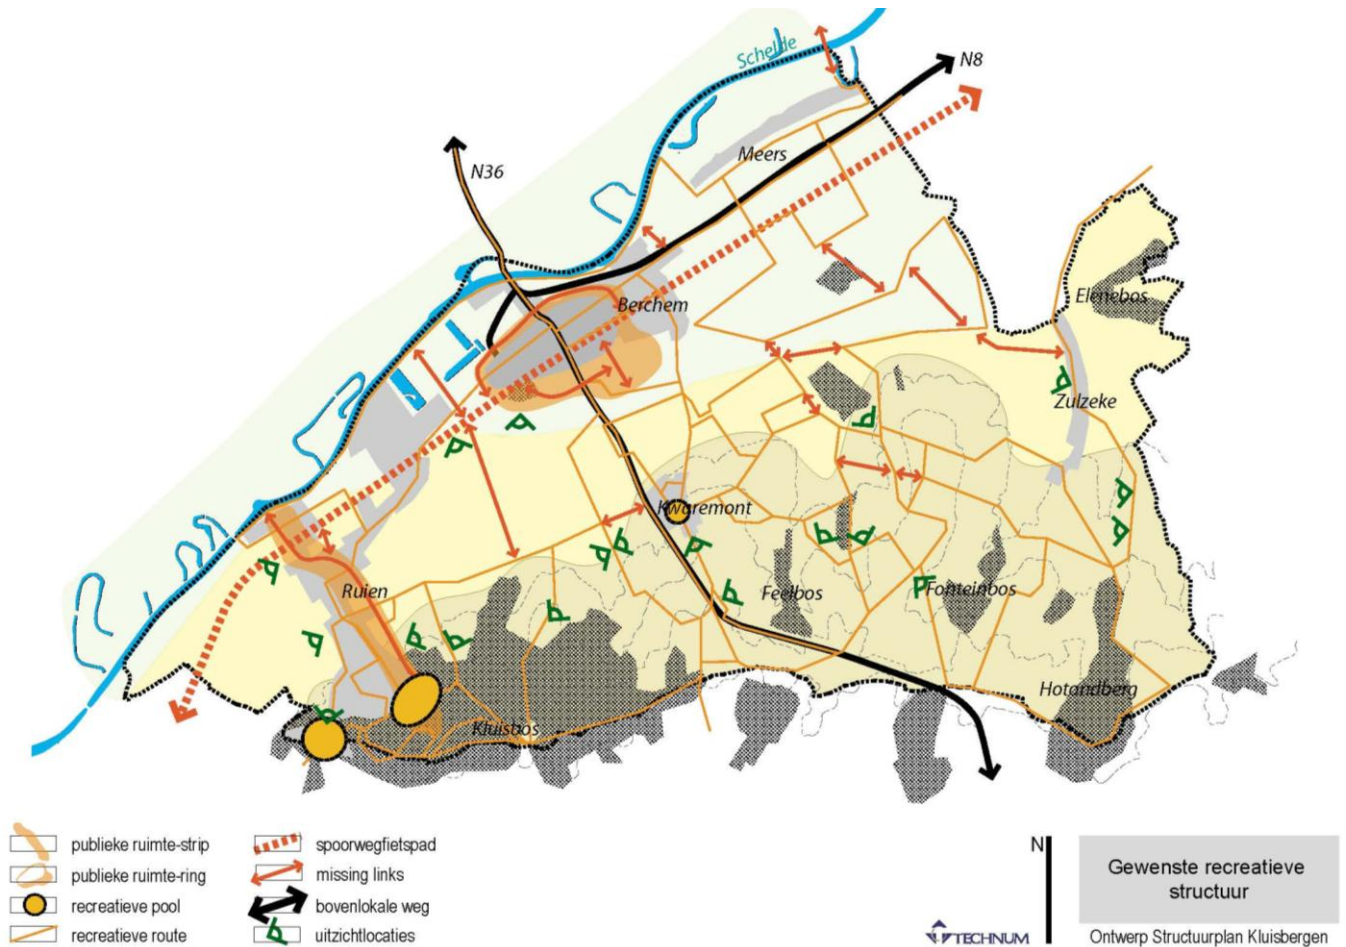 Schelde
N8
Meers
N36
Elenebos
Berchem
Zulzeke
Kwaremont
Ruien
Feelbos
Fonteinbos
Hotondberg
Kluisbos
publieke ruimte-strip
publieke ruimte-ring
recreatieve pool
recreatieve route
spoorwegfietspad
missing links
bovenlokale weg
uitzichtlocaties
N
TECHNUM
Gewenste recreatieve
structuur
Ontwerp Structuurplan Kluisbergen